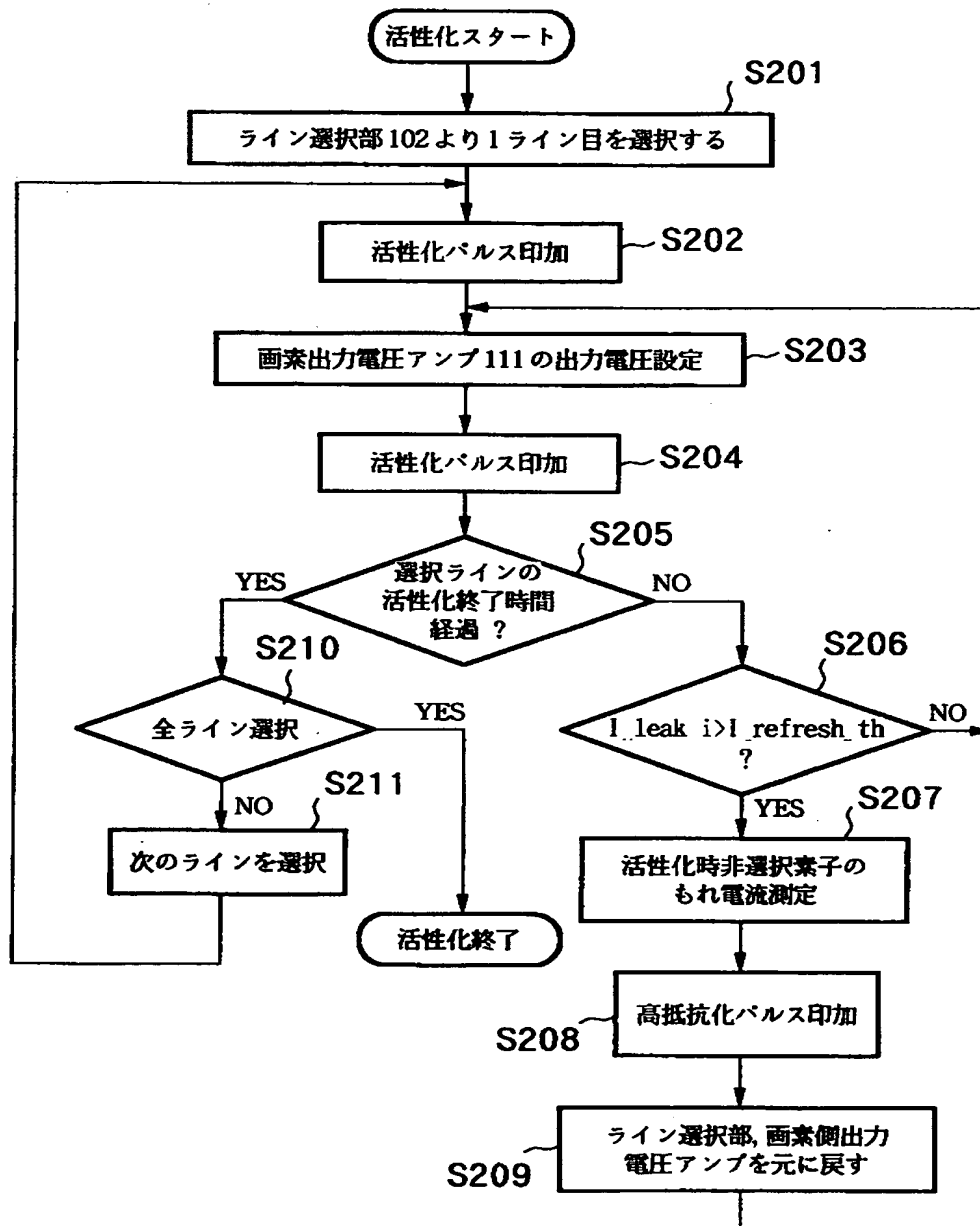 活性化スタート
S201
ライン選択部102より1ライン目を選択する
活性化パルス印加
S202
画素出力電圧アンプ111の出力電圧設定
S203
活性化パルス印加
S204
S205
YES
選択ラインの
活性化終了時間
経過 ?
NO
S210
S206
全ライン選択
YES
I_leak i>I_refresh_th
?
NO
S211
NO
YES
S207
次のラインを選択
活性化時非選択素子の
もれ電流測定
活性化終了
高抵抗化パルス印加
S208
ライン選択部,画素側出力
電圧アンプを元に戻す
S209